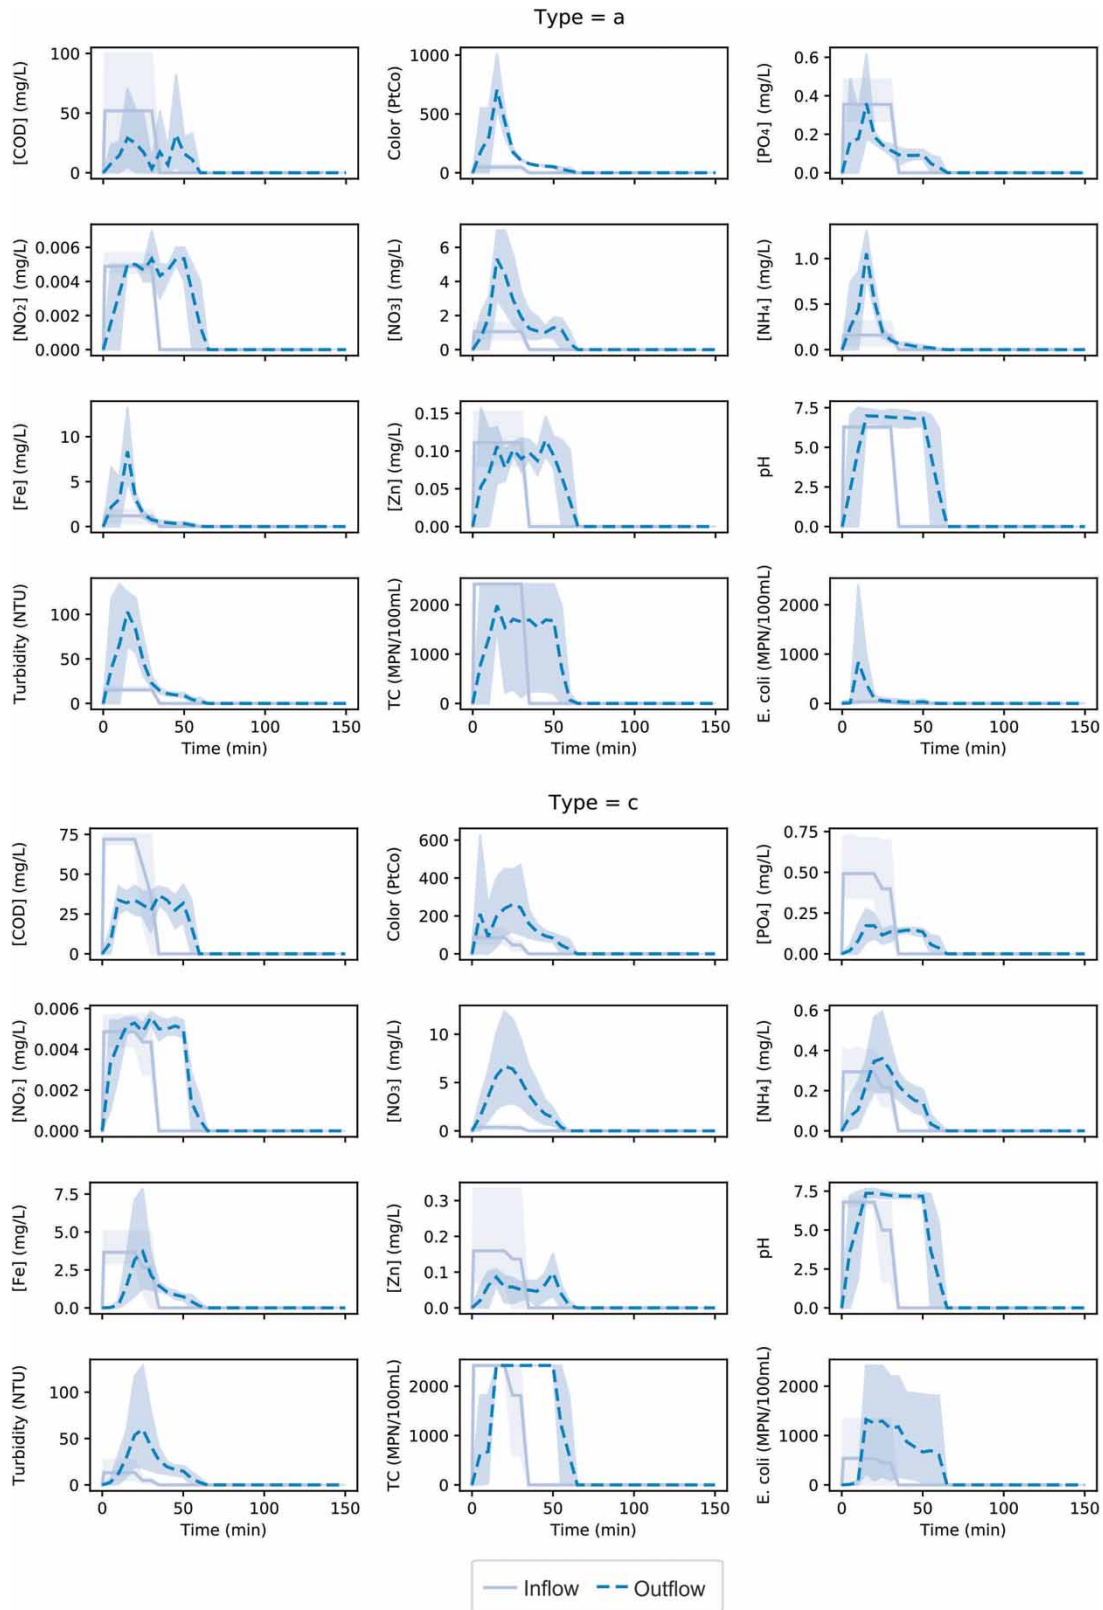 Type = a
[COD] (mg/L)
100
50
0
Color (PtCo)
1000
500
0
[PO₄] (mg/L)
0.6
0.4
0.2
0.0
[NO₂] (mg/L)
0.006
0.004
0.002
0.000
[NO₃] (mg/L)
6
4
2
0
[NH₄] (mg/L)
1.0
0.5
0.0
[Fe] (mg/L)
10
5
0
[Zn] (mg/L)
0.15
0.10
0.05
0.00
pH
7.5
5.0
2.5
0.0
Turbidity (NTU)
100
50
0
0 50 100 150
Time (min)
TC (MPN/100mL)
2000
1000
0
0 50 100 150
Time (min)
E. coli (MPN/100mL)
2000
1000
0
0 50 100 150
Time (min)
Type = c
[COD] (mg/L)
75
50
25
0
Color (PtCo)
600
400
200
0
[PO₄] (mg/L)
0.75
0.50
0.25
0.00
[NO₂] (mg/L)
0.006
0.004
0.002
0.000
[NO₃] (mg/L)
10
5
0
[NH₄] (mg/L)
0.6
0.4
0.2
0.0
[Fe] (mg/L)
7.5
5.0
2.5
0.0
[Zn] (mg/L)
0.3
0.2
0.1
0.0
pH
7.5
5.0
2.5
0.0
Turbidity (NTU)
100
50
0
0 50 100 150
Time (min)
TC (MPN/100mL)
2000
1000
0
0 50 100 150
Time (min)
E. coli (MPN/100mL)
2000
1000
0
0 50 100 150
Time (min)
Inflow Outflow